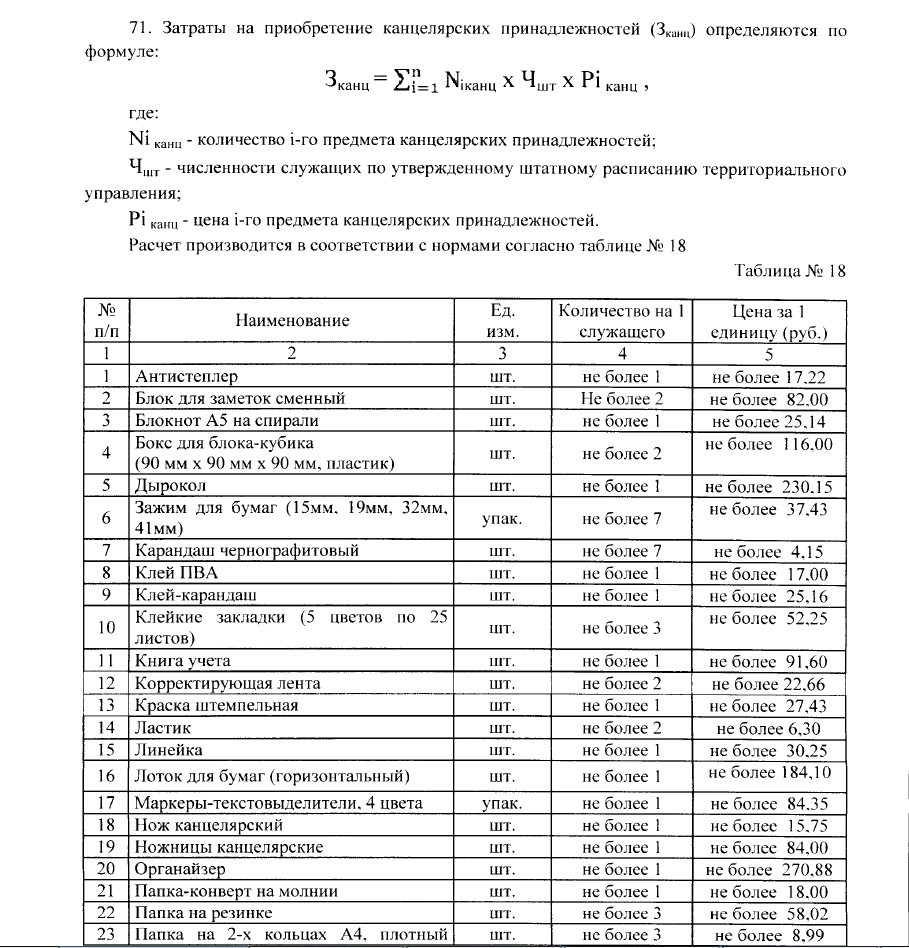 71. Затраты на приобретение канцелярских принадлежностей (Зканц) определяются по
формуле:
Зканц = ∑ⁿᵢ₌₁ Niканц х Чшт х Pi канц ,
где:
Ni канц - количество i-го предмета канцелярских принадлежностей;
Чшт - численности служащих по утвержденному штатному расписанию территориального
управления;
Pi канц - цена i-го предмета канцелярских принадлежностей.
Расчет производится в соответствии с нормами согласно таблице № 18
Таблица № 18
№ п/п Наименование Ед. изм. Количество на 1 служащего Цена за 1 единицу (руб.)
1 2 3 4 5
1 Антистеплер шт. не более 1 не более 17.22
2 Блок для заметок сменный шт. Не более 2 не более 82,00
3 Блокнот А5 на спирали шт. не более 1 не более 25,14
4 Бокс для блока-кубика
(90 мм х 90 мм х 90 мм, пластик) шт. не более 2 не более 116,00
5 Дырокол шт. не более 1 не более 230,15
6 Зажим для бумаг (15мм, 19мм, 32мм,
41мм) упак. не более 7 не более 37,43
7 Карандаш чернографитовый шт. не более 7 не более 4,15
8 Клей ПВА шт. не более 1 не более 17,00
9 Клей-карандаш шт. не более 1 не более 25,16
10 Клейкие закладки (5 цветов по 25
листов) шт. не более 3 не более 52,25
11 Книга учета шт. не более 1 не более 91,60
12 Корректирующая лента шт. не более 2 не более 22,66
13 Краска штемпельная шт. не более 1 не более 27,43
14 Ластик шт. не более 2 не более 6,30
15 Линейка шт. не более 1 не более 30,25
16 Лоток для бумаг (горизонтальный) шт. не более 1 не более 184,10
17 Маркеры-текстовыделители, 4 цвета упак. не более 1 не более 84,35
18 Нож канцелярский шт. не более 1 не более 15,75
19 Ножницы канцелярские шт. не более 1 не более 84,00
20 Органайзер шт. не более 1 не более 270,88
21 Папка-конверт на молнии шт. не более 1 не более 18,00
22 Папка на резинке шт. не более 3 не более 58,02
23 Папка на 2-х кольцах А4, плотный шт. не более 3 не более 8,99